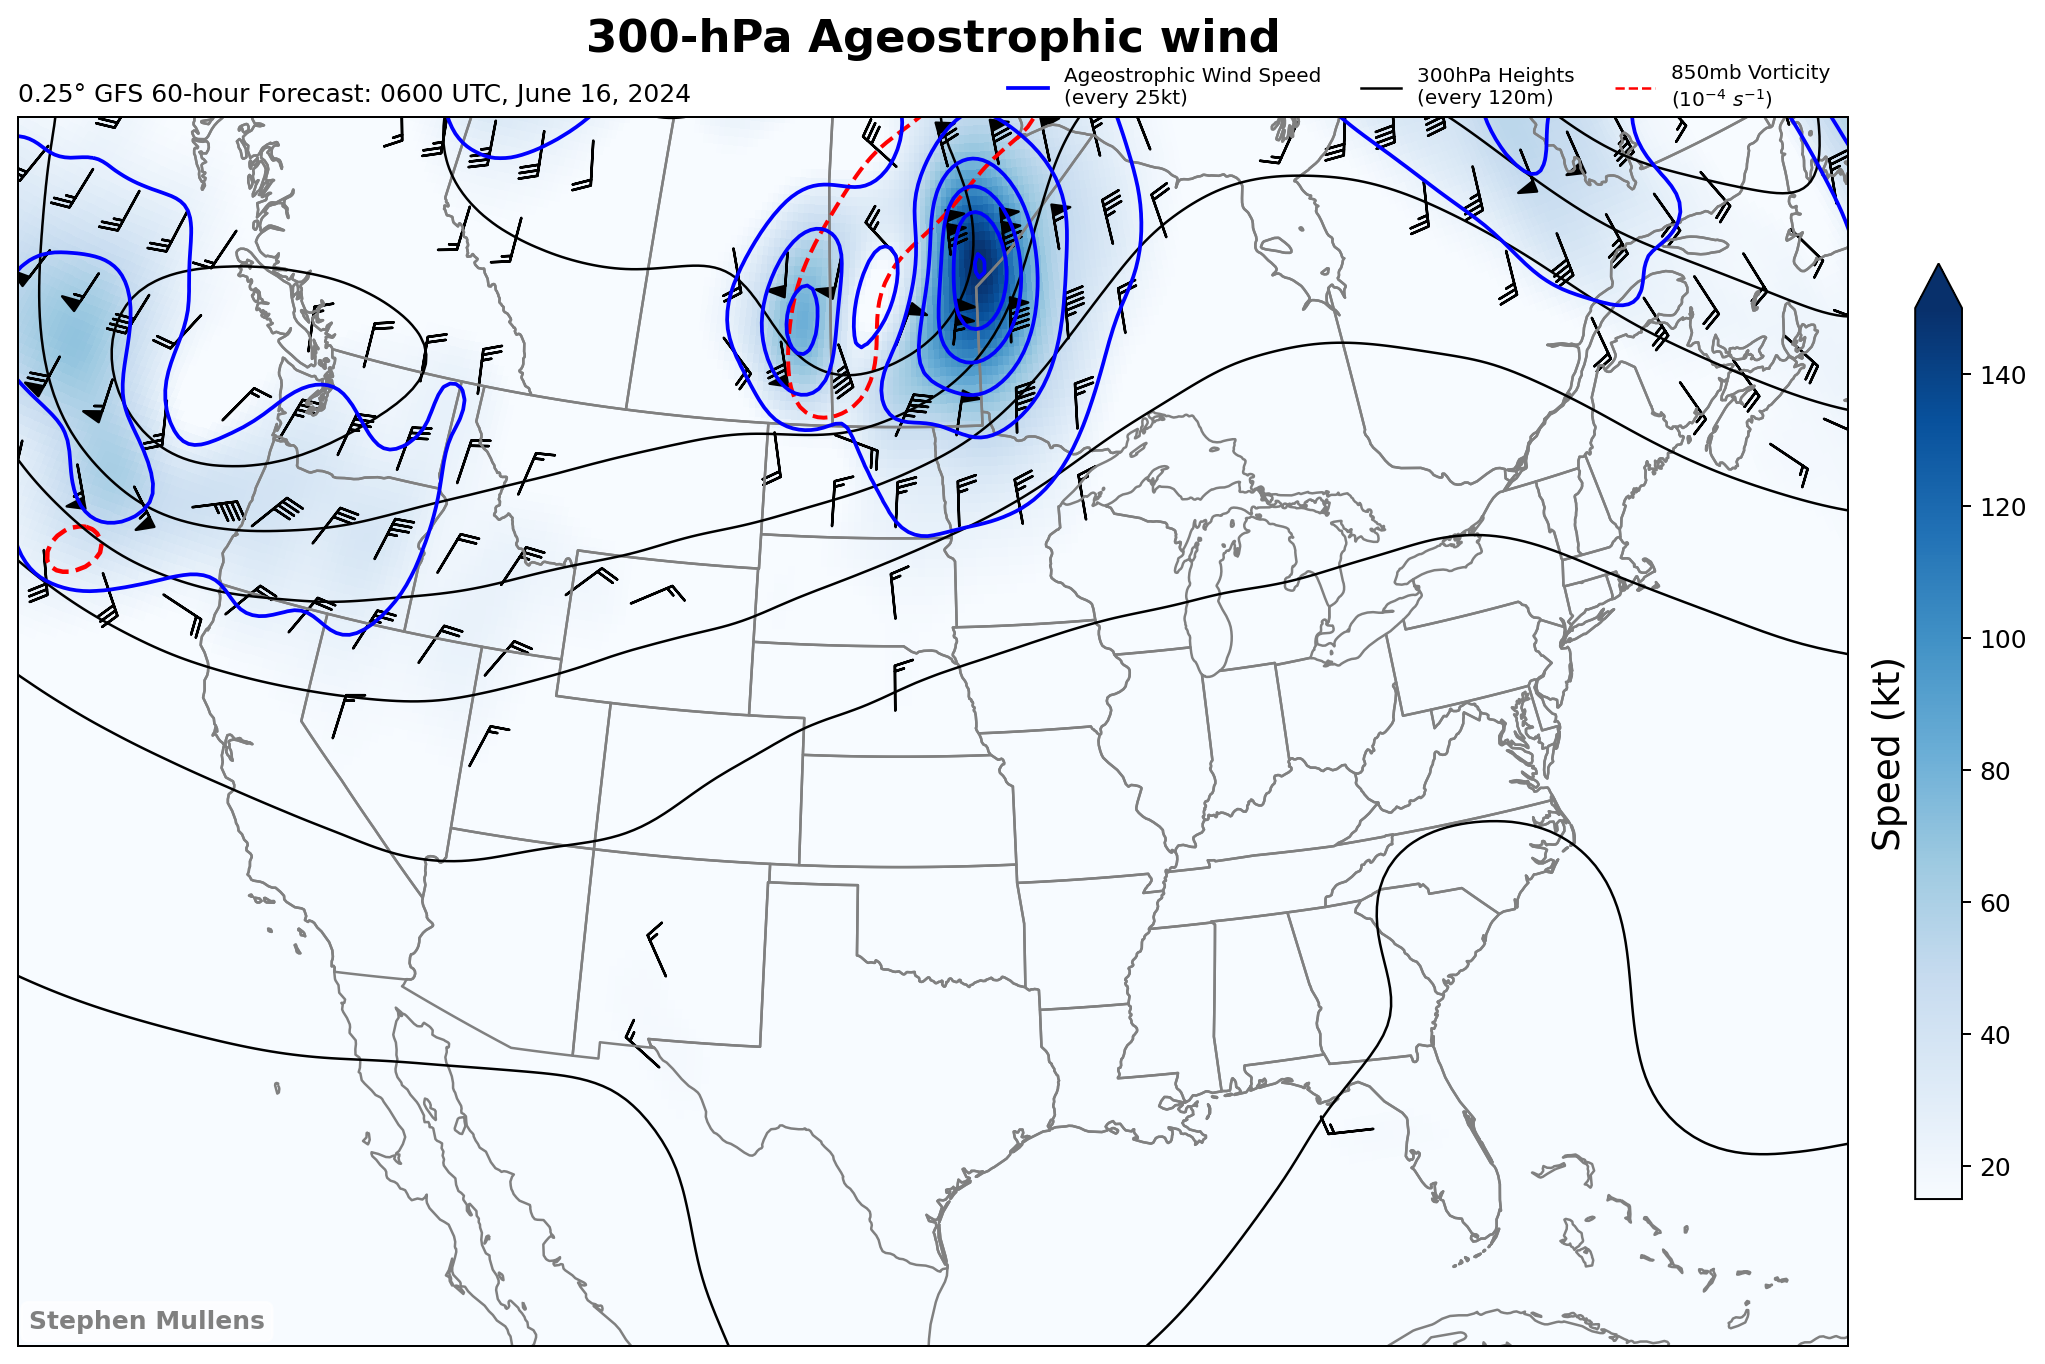 300-hPa Ageostrophic wind
0.25° GFS 60-hour Forecast: 0600 UTC, June 16, 2024
Ageostrophic Wind Speed
(every 25kt)
300hPa Heights
(every 120m)
850mb Vorticity
(10⁻⁴ s⁻¹)
140
120
100
80
60
40
20
Speed (kt)
Stephen Mullens